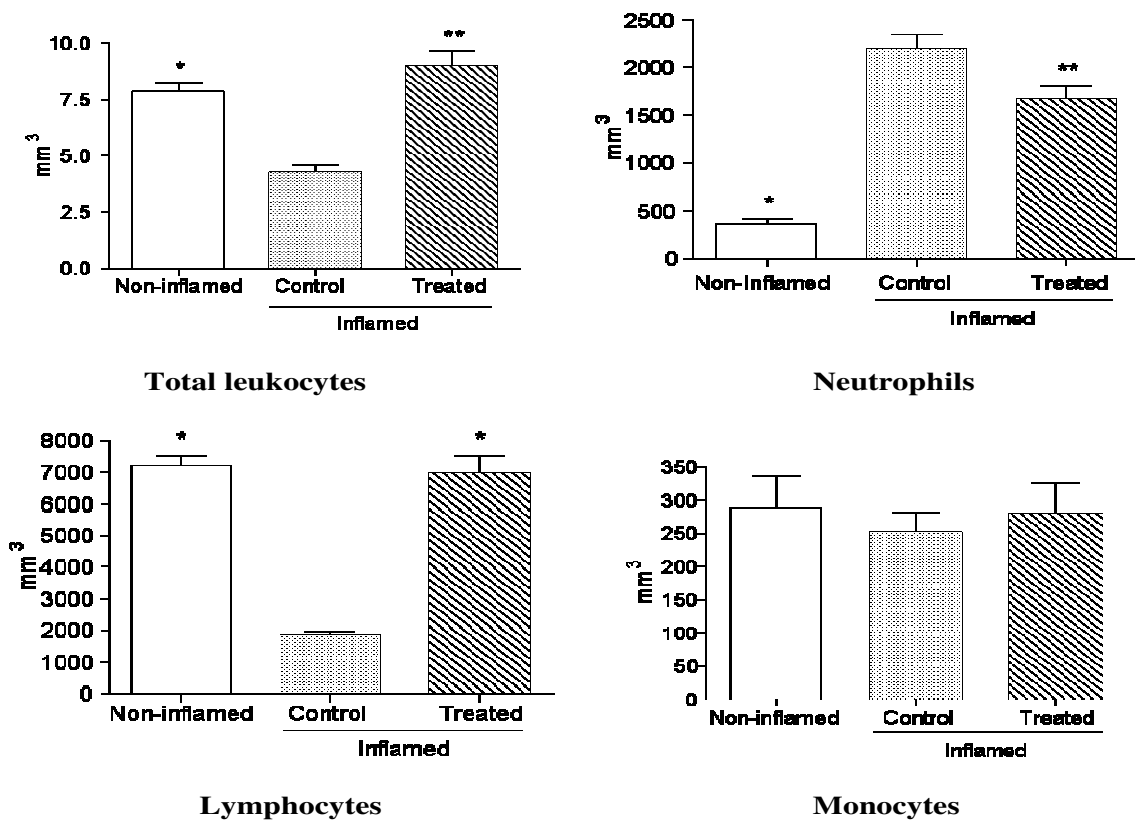 10.0
7.5
5.0
2.5
0.0
mm3
*
**
Non-inflamed Control Treated
Inflamed
Total leukocytes
2500
2000
1500
1000
500
0
mm3
*
**
Non-Inflamed Control Treated
Inflamed
Neutrophils
8000
7000
6000
5000
4000
3000
2000
1000
0
mm3
*
*
Non-inflamed Control Treated
Inflamed
Lymphocytes
350
300
250
200
150
100
50
0
mm3
Non-inflamed Control Treated
Inflamed
Monocytes